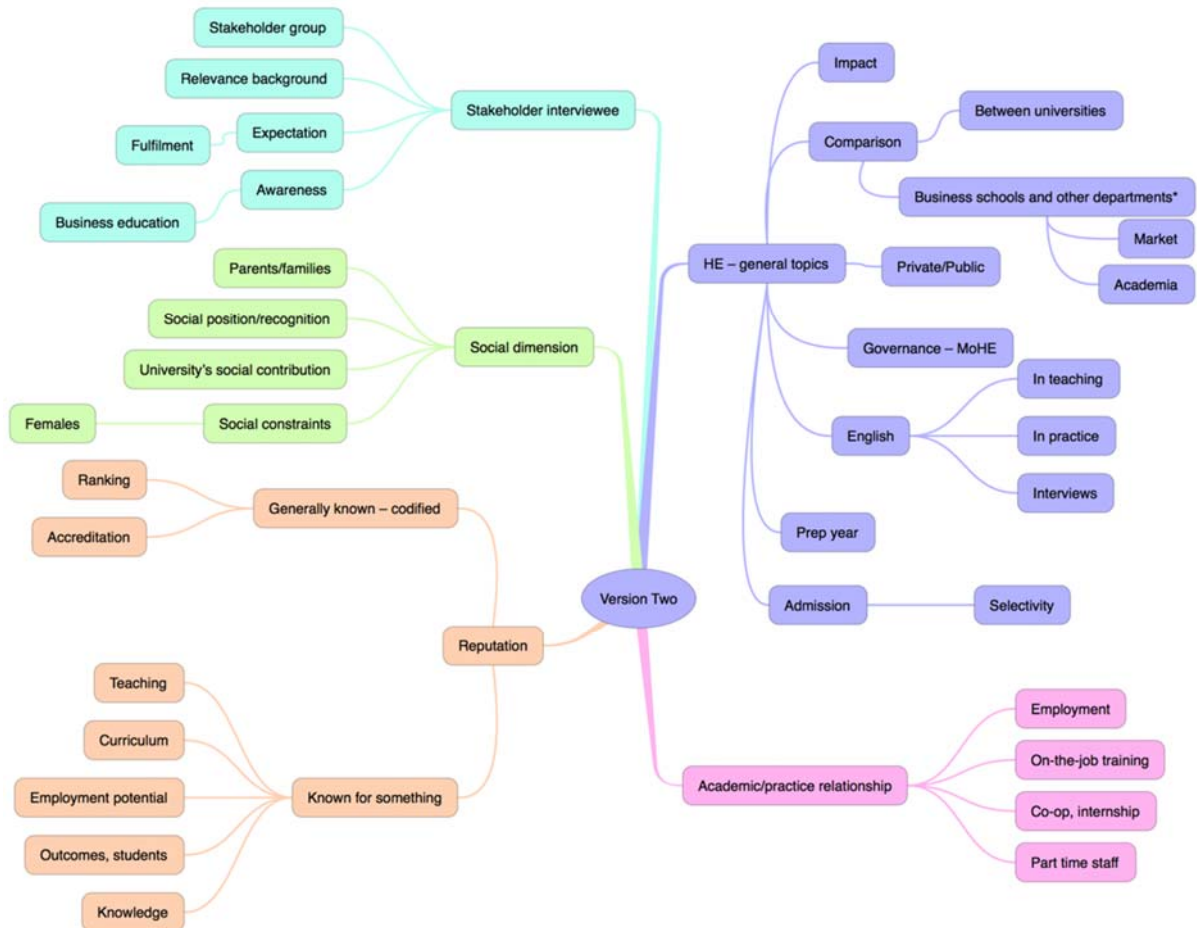 Stakeholder group
Relevance background
Expectation
Fulfilment
Awareness
Business education
Stakeholder interviewee
Parents/families
Social position/recognition
University's social contribution
Social constraints
Females
Social dimension
Ranking
Accreditation
Generally known – codified
Reputation
Teaching
Curriculum
Employment potential
Outcomes, students
Knowledge
Known for something
Version Two
HE – general topics
Impact
Comparison
Between universities
Business schools and other departments*
Market
Academia
Private/Public
Governance – MoHE
English
In teaching
In practice
Interviews
Prep year
Admission
Selectivity
Academic/practice relationship
Employment
On-the-job training
Co-op, internship
Part time staff